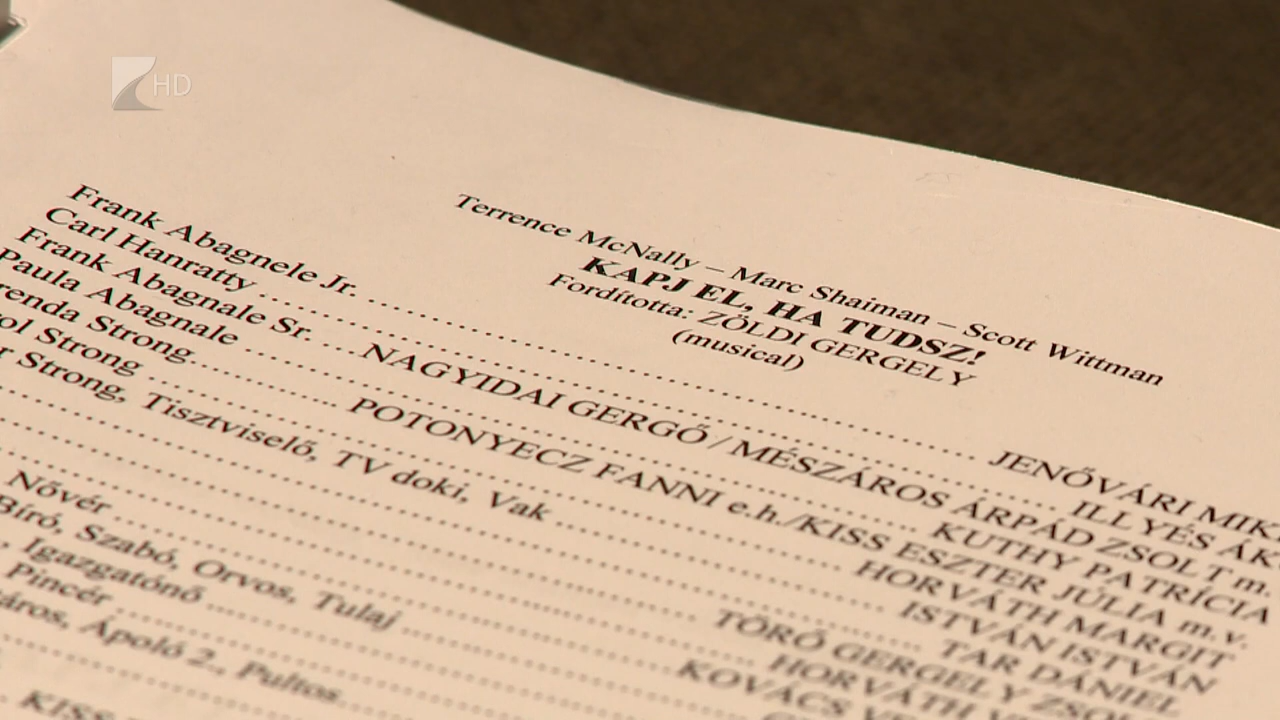 HD
Terrence McNally – Marc Shaiman – Scott Wittman
KAPJ EL, HA TUDSZ!
Fordította: ZÖLDI GERGELY
(musical)
Frank Abagnele Jr. JENŐVÁRI
Carl Hanratty ILLYÉS
Frank Abagnale Sr. NAGYIDAI GERGŐ / MÉSZÁROS ÁRPÁD ZSOLT m.
Paula Abagnale KUTHY PATRÍCIA
Strong POTONYECZ FANNI e.h./KISS ESZTER JÚLIA m.v.
Strong HORVÁTH MARGIT
Strong, Tisztviselő, TV doki, Vak ISTVÁN ISTVÁN
TAR DÁNIEL
Nővér TÖRŐ GERGELY
Bíró, Szabó, Orvos, Tulaj HORVÁTH
Igazgatónő KOVÁCS
Pincér
Ápoló 2., Pultos
KISS